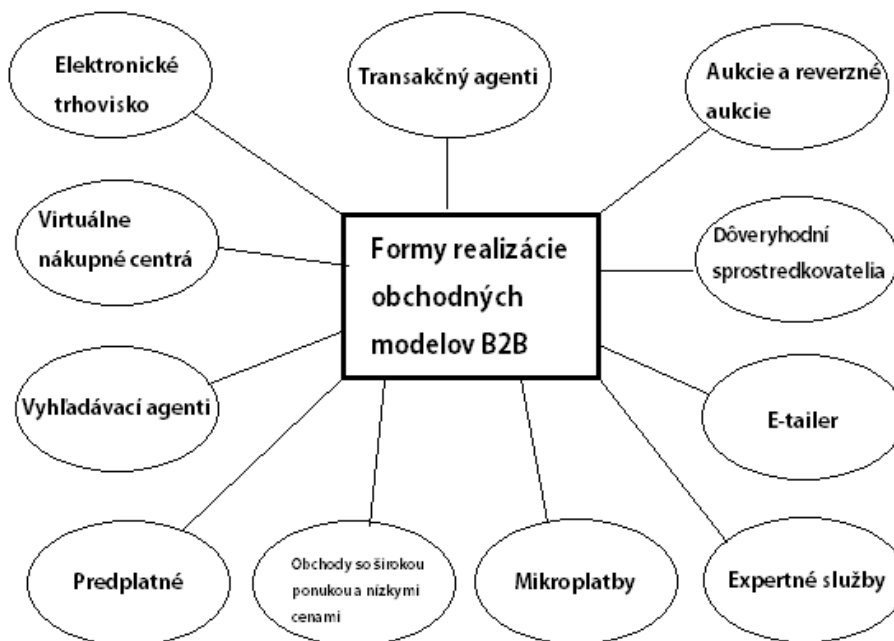 Elektronické
trhovisko
Transakčný agenti
Aukcie a reverzné
aukcie
Virtuálne
nákupné centrá
Formy realizácie
obchodných
modelov B2B
Dôveryhodní
sprostredkovatelia
Vyhľadávací agenti
E-tailer
Predplatné
Obchody so širokou
ponukou a nízkymi
cenami
Mikroplatby
Expertné služby